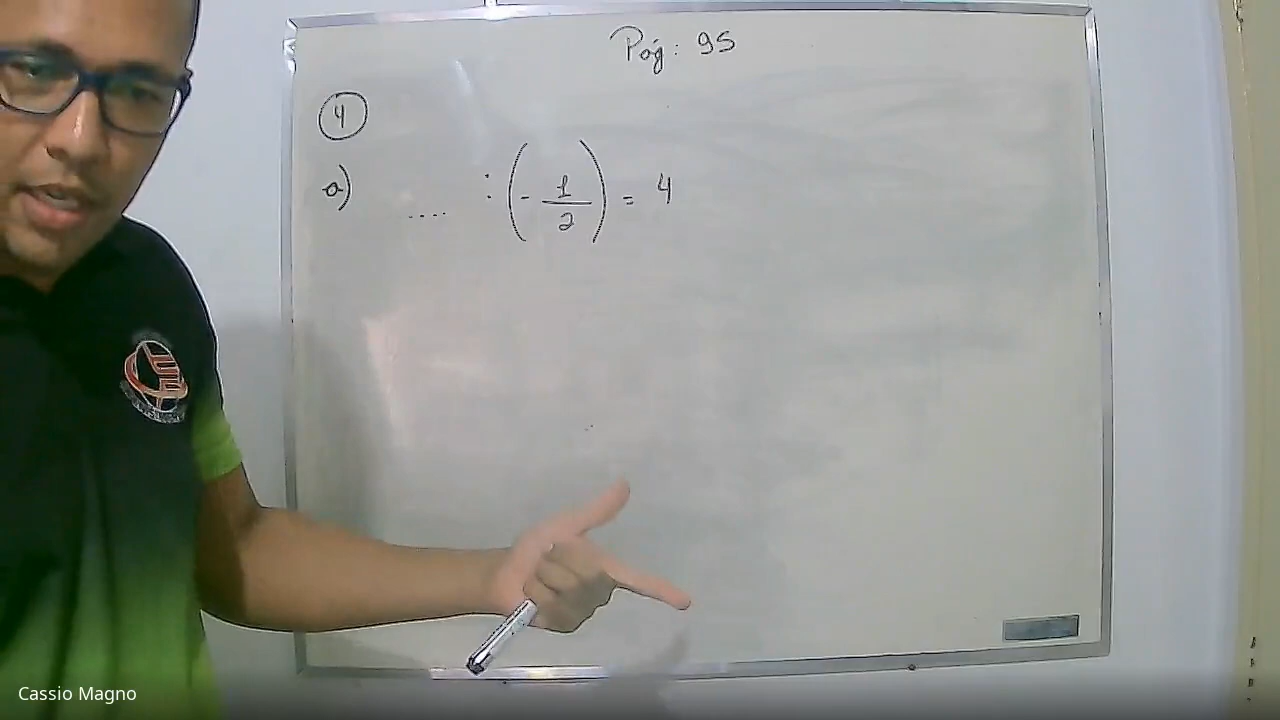 Pág: 95
4
a) .... : (- 1/2) = 4
Cassio Magno